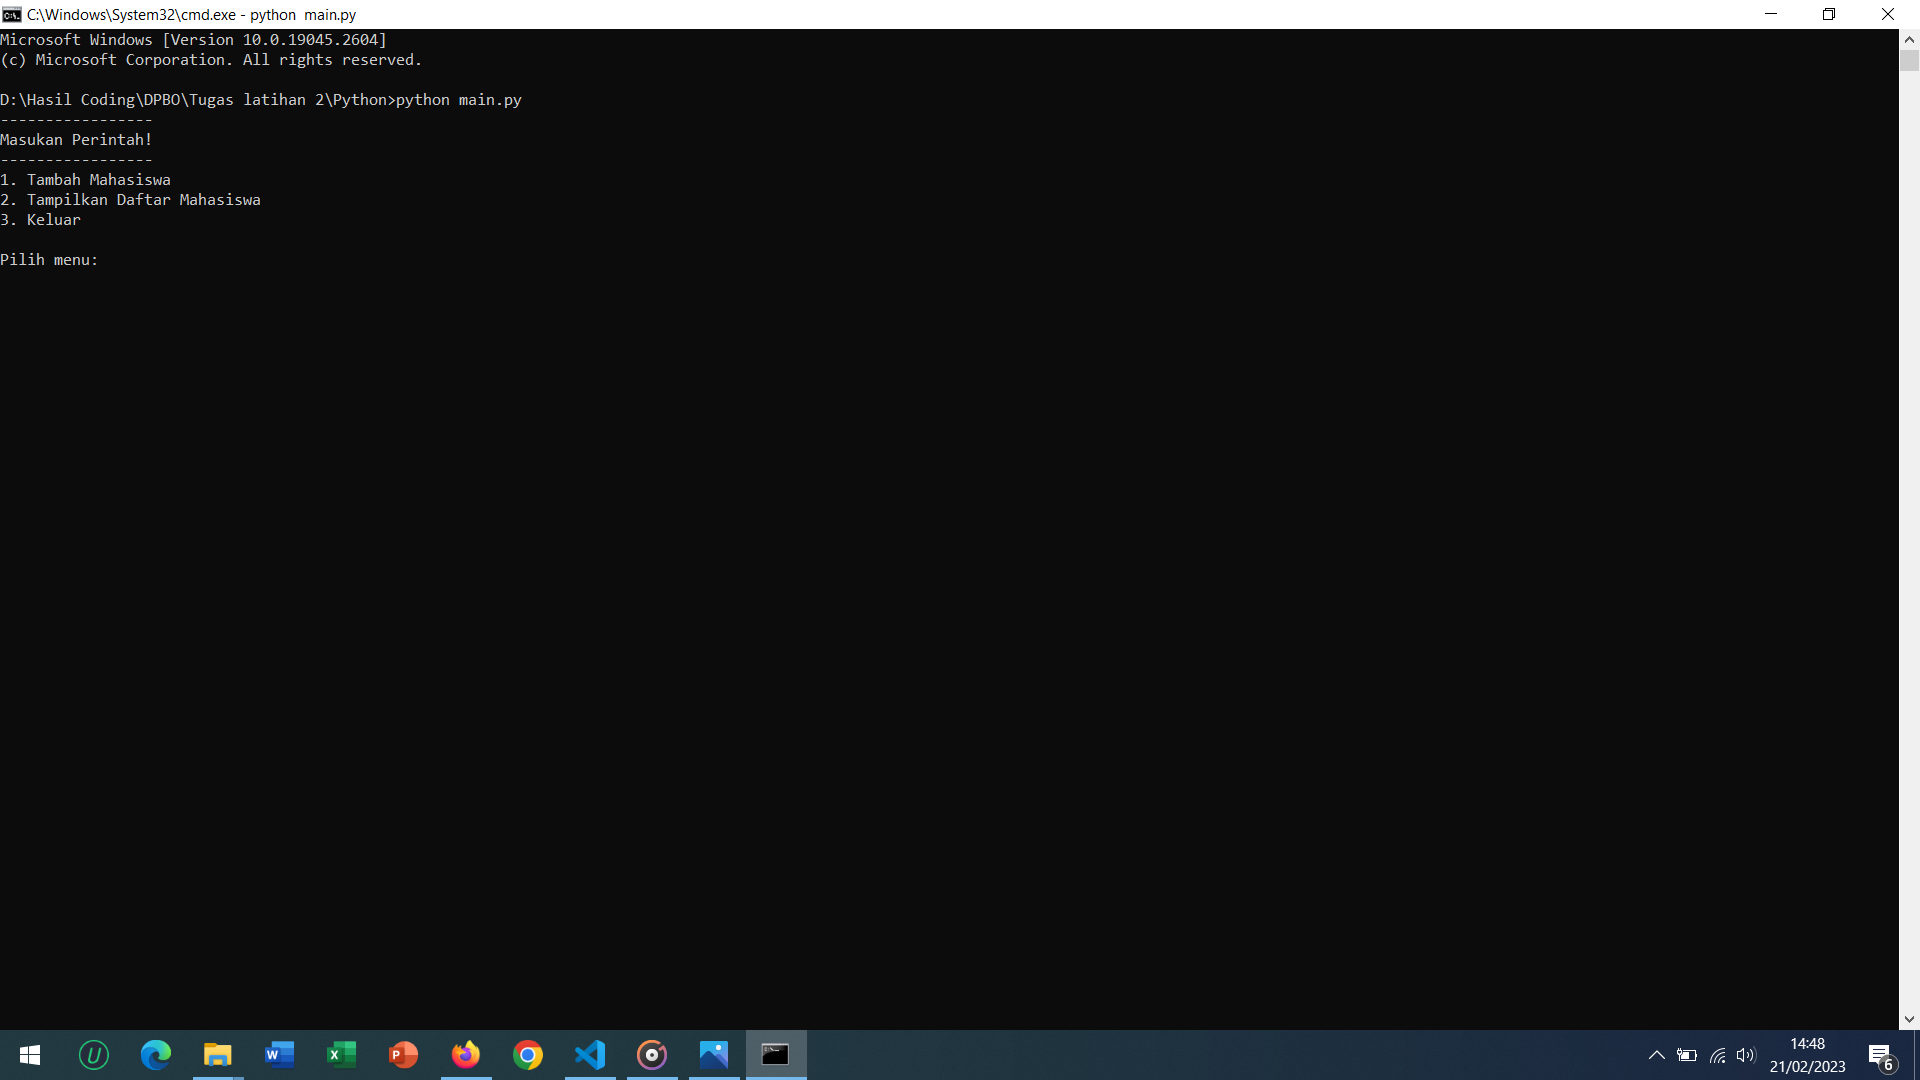 C:\Windows\System32\cmd.exe - python  main.py
Microsoft Windows [Version 10.0.19045.2604]
(c) Microsoft Corporation. All rights reserved.
D:\Hasil Coding\DPBO\Tugas latihan 2\Python>python main.py
-----------------
Masukan Perintah!
-----------------
1. Tambah Mahasiswa
2. Tampilkan Daftar Mahasiswa
3. Keluar
Pilih menu:
14:48
21/02/2023
6